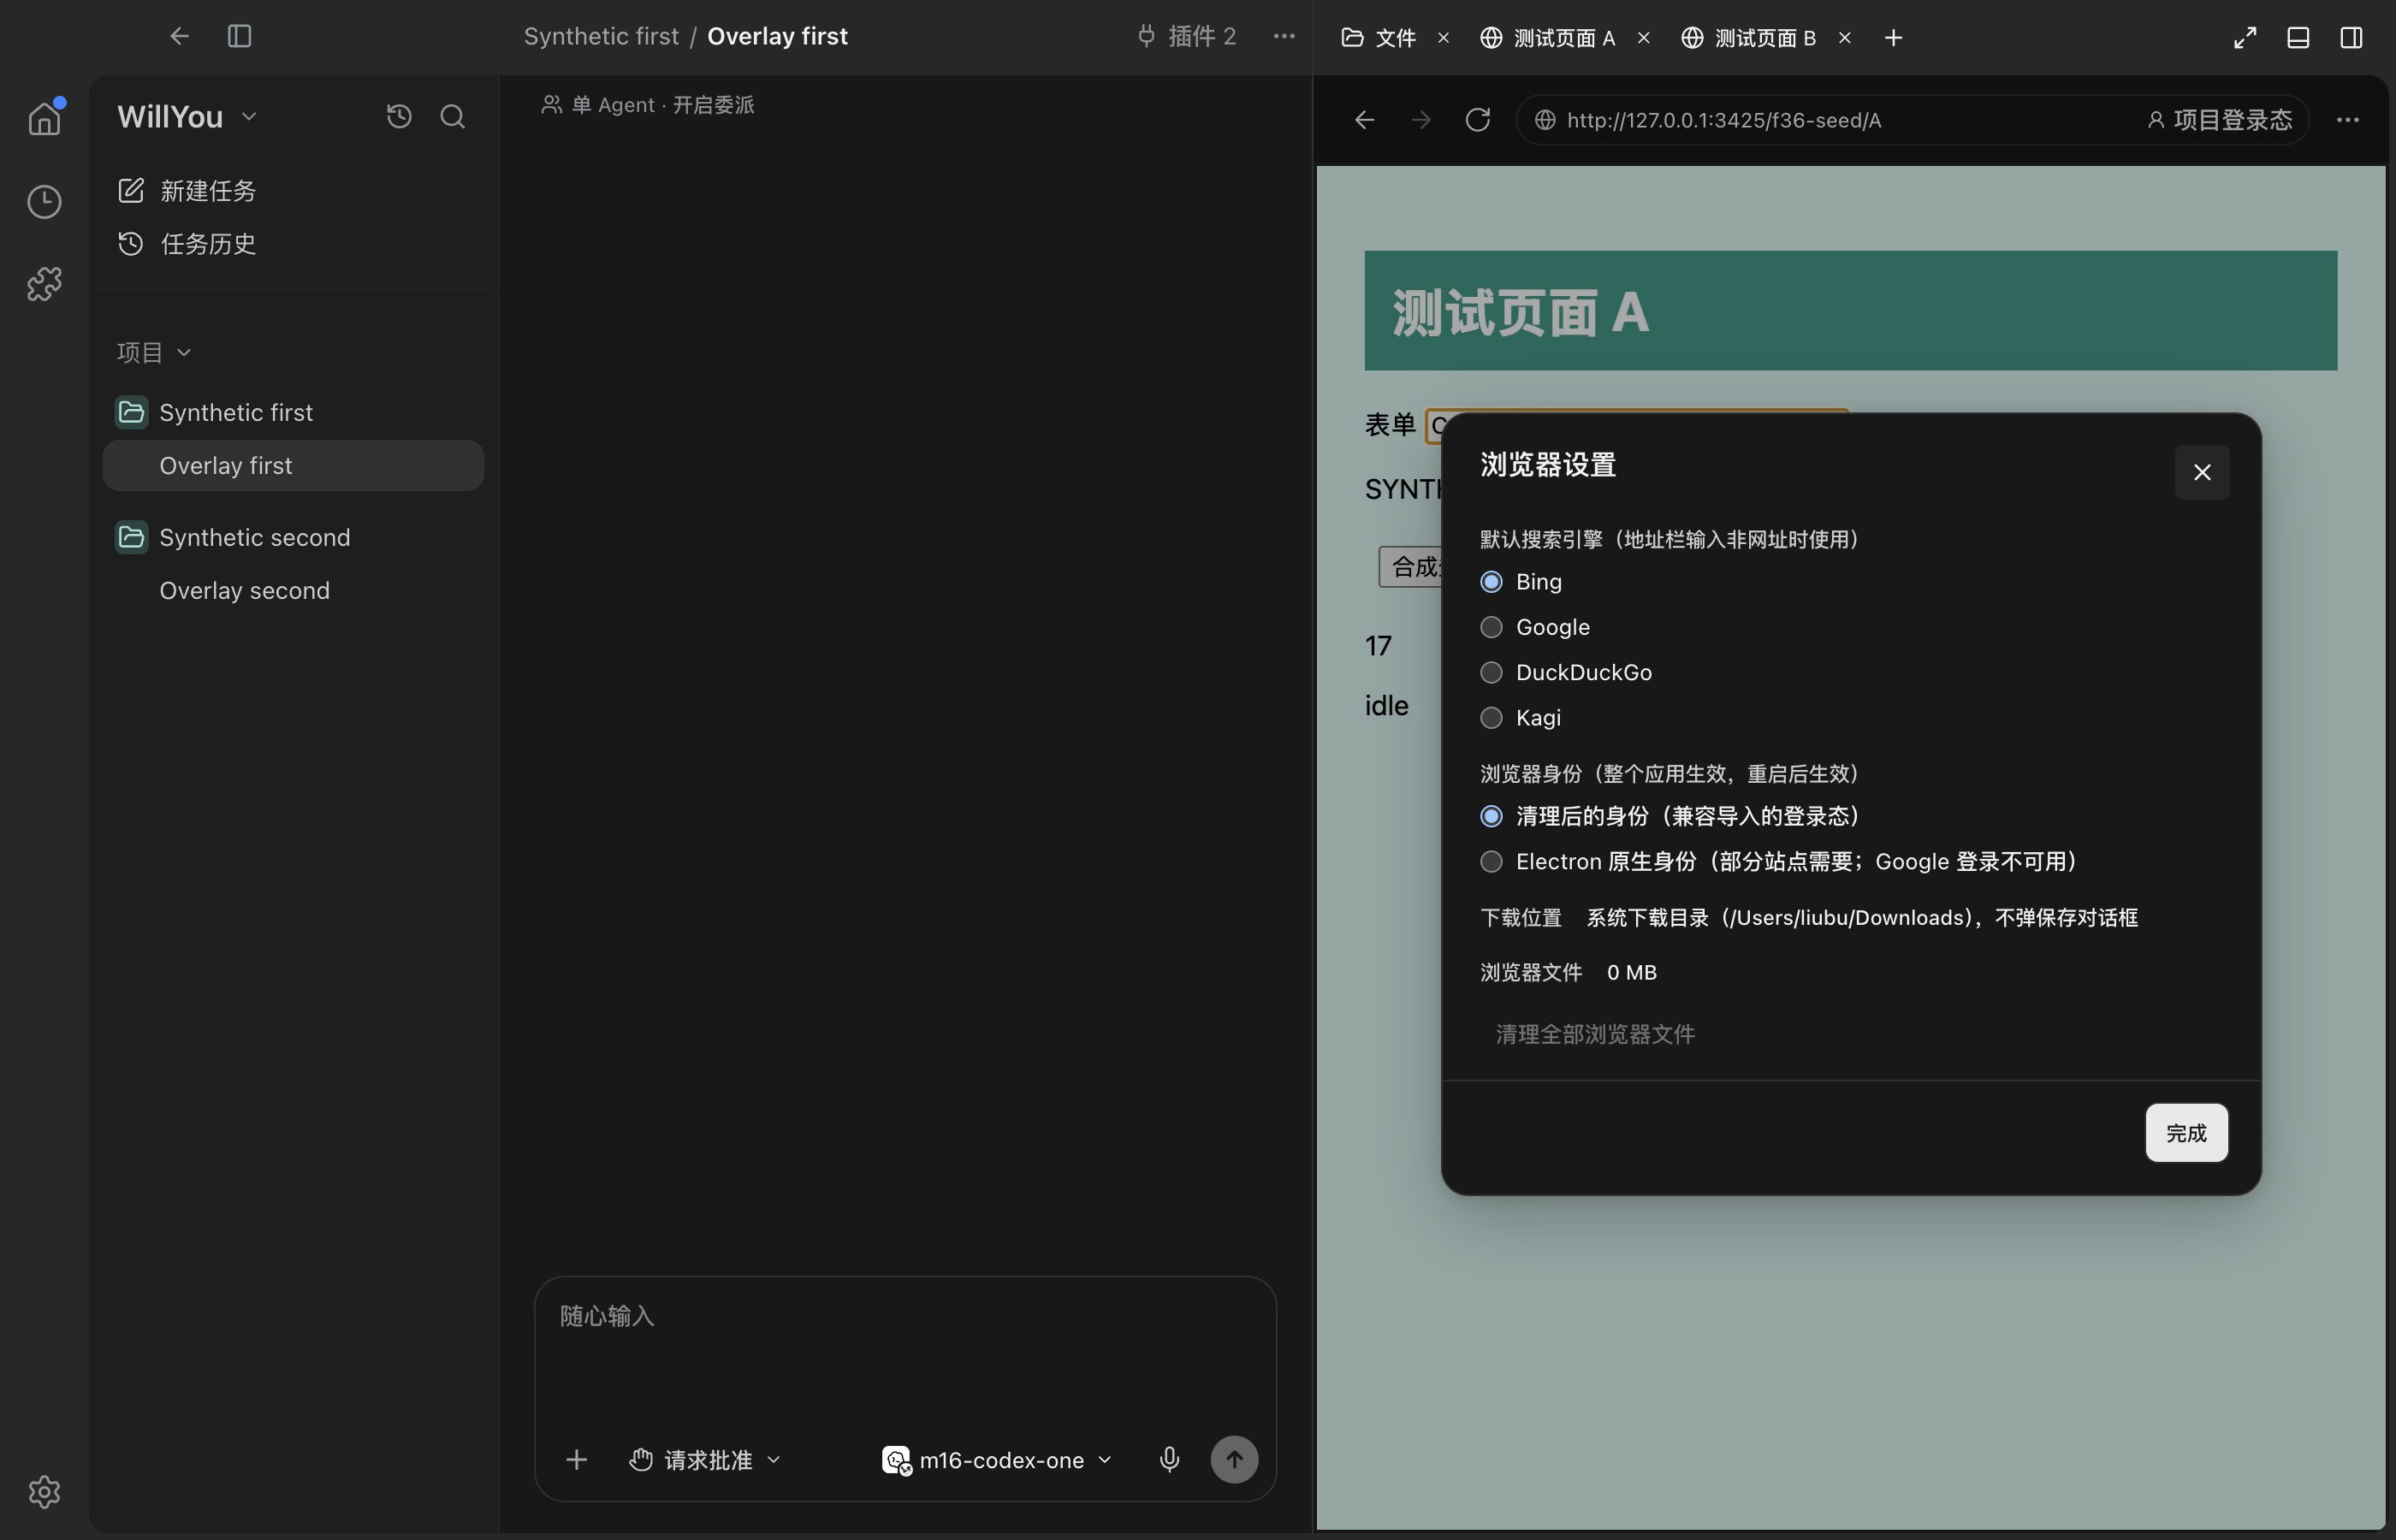 Synthetic first / Overlay first
插件 2
文件
测试页面 A
测试页面 B
WillYou
新建任务
任务历史
项目
Synthetic first
Overlay first
Synthetic second
Overlay second
单 Agent · 开启委派
随心输入
请求批准
m16-codex-one
http://127.0.0.1:3425/f36-seed/A
项目登录态
测试页面 A
表单
SYNTH
合成
17
idle
浏览器设置
默认搜索引擎（地址栏输入非网址时使用）
Bing
Google
DuckDuckGo
Kagi
浏览器身份（整个应用生效，重启后生效）
清理后的身份（兼容导入的登录态）
Electron 原生身份（部分站点需要；Google 登录不可用）
下载位置 系统下载目录（/Users/liubu/Downloads），不弹保存对话框
浏览器文件 0 MB
清理全部浏览器文件
完成